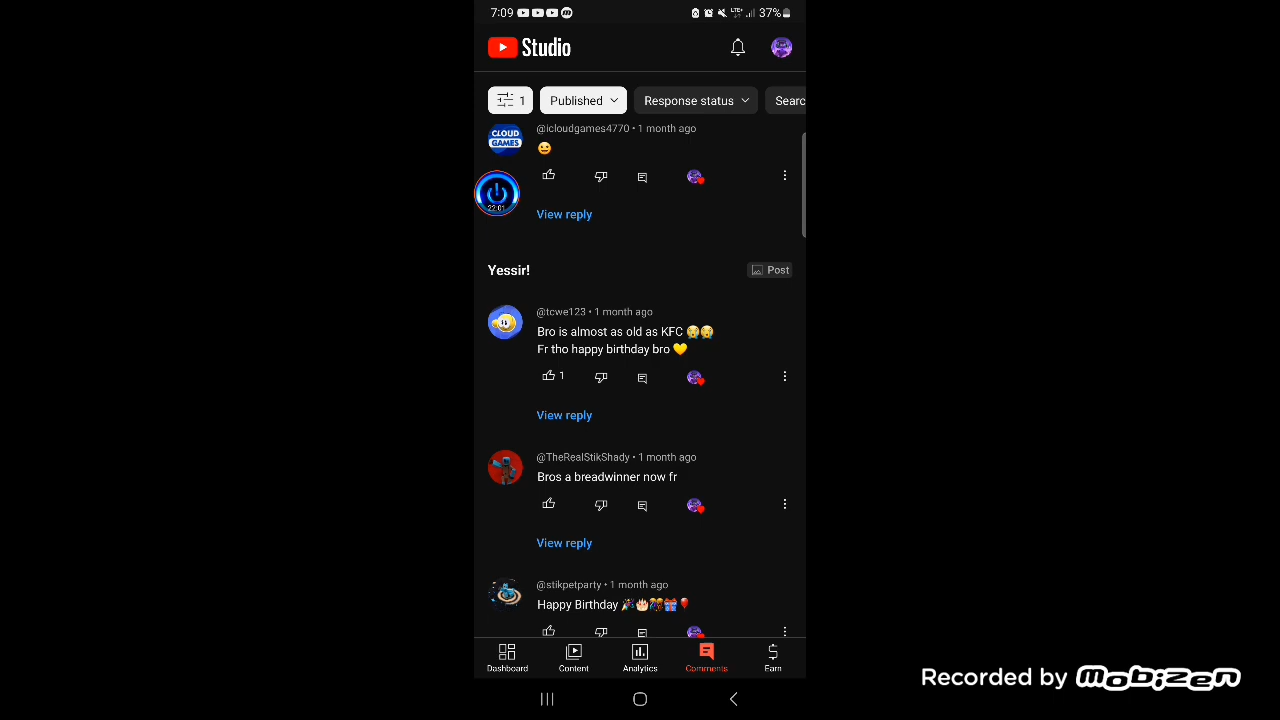 7:09
LTE+
37%
Studio
1
Published
Response status
Searc
CLOUD
GAMES
@icloudgames4770 • 1 month ago
😆
22:01
View reply
Yessir!
Post
@tcwe123 • 1 month ago
Bro is almost as old as KFC 😢😢
Fr tho happy birthday bro 💛
1
View reply
@TheRealStikShady • 1 month ago
Bros a breadwinner now fr
View reply
@stikpetparty • 1 month ago
Happy Birthday 🎉🎂🎊🎁🎈
Dashboard
Content
Analytics
Comments
Earn
Recorded by mobizen